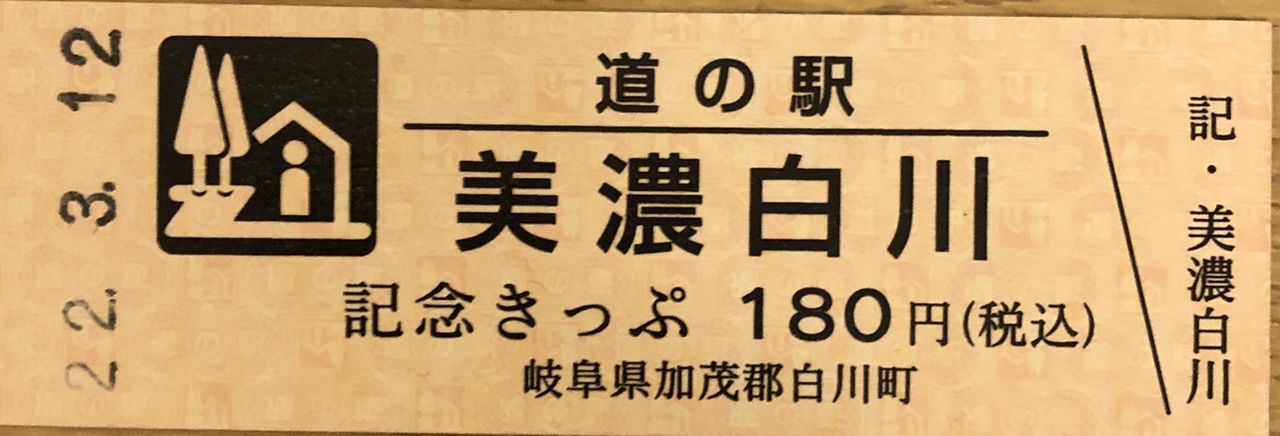 22. 3. 12
道の駅
美濃白川
記念きっぷ 180円(税込)
岐阜県加茂郡白川町
記・美濃白川